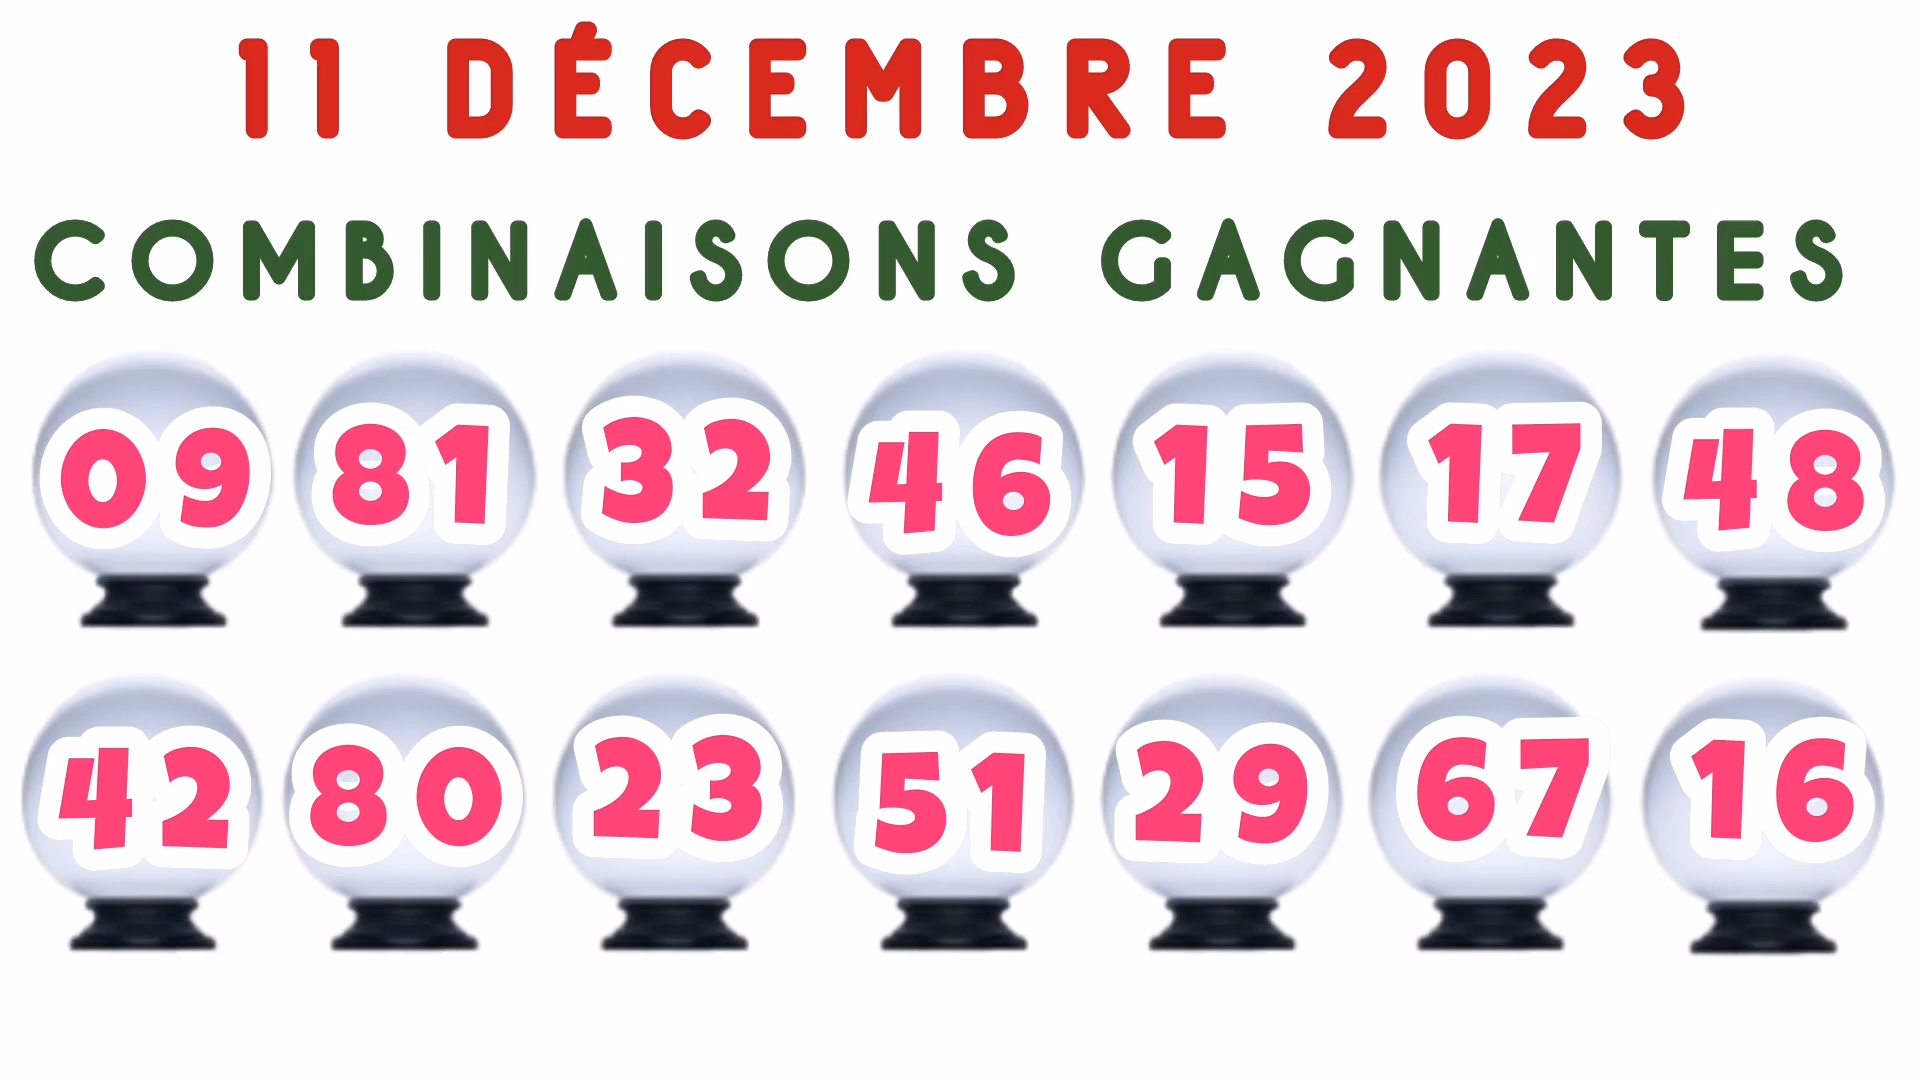 11 DÉCEMBRE 2023
COMBINAISONS GAGNANTES
09 81 32 46 15 17 48
42 80 23 51 29 67 16